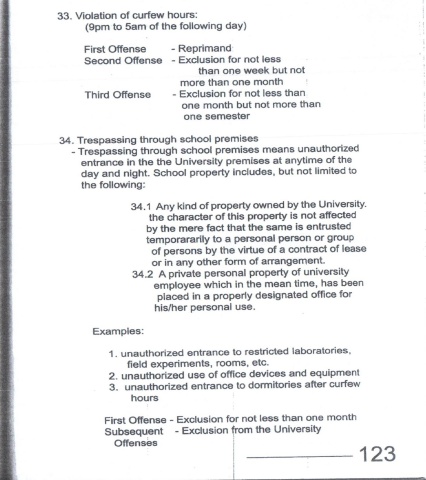 33. Violation of curfew hours:
(9pm to 5am of the following day)
First Offense - Reprimand
Second Offense - Exclusion for not less
than one week but not
more than one month
Third Offense - Exclusion for not less than
one month but not more than
one semester
34. Trespassing through school premises
- Trespassing through school premises means unauthorized
entrance in the the University premises at anytime of the
day and night. School property includes, but not limited to
the following:
34.1 Any kind of property owned by the University.
the character of this property is not affected
by the mere fact that the same is entrusted
temporararily to a personal person or group
of persons by the virtue of a contract of lease
or in any other form of arrangement.
34.2 A private personal property of university
employee which in the mean time, has been
placed in a properly designated office for
his/her personal use.
Examples:
1. unauthorized entrance to restricted laboratories,
field experiments, rooms, etc.
2. unauthorized use of office devices and equipment
3. unauthorized entrance to dormitories after curfew
hours
First Offense - Exclusion for not less than one month
Subsequent - Exclusion from the University
Offenses
123